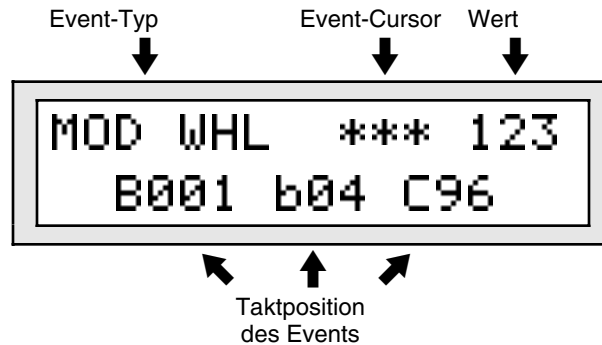 Event-Typ Event-Cursor Wert
MOD WHL *** 123
B001 b04 C96
Taktposition
des Events